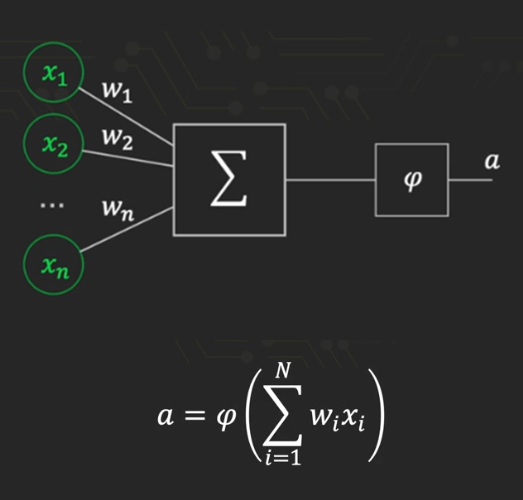 x₁ w₁
x₂ w₂
∑ φ a
... wₙ
xₙ
a = φ(∑_{i=1}^{N} wᵢxᵢ)